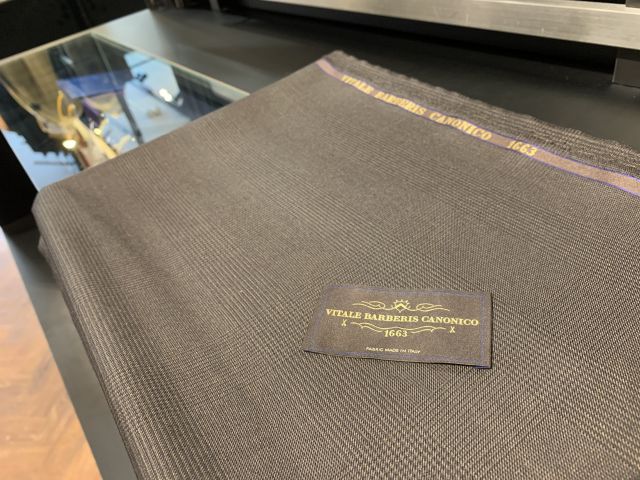 VITALE BARBERIS CANONICO 1663
VITALE BARBERIS CANONICO
1663
FABRIC MADE IN ITALY